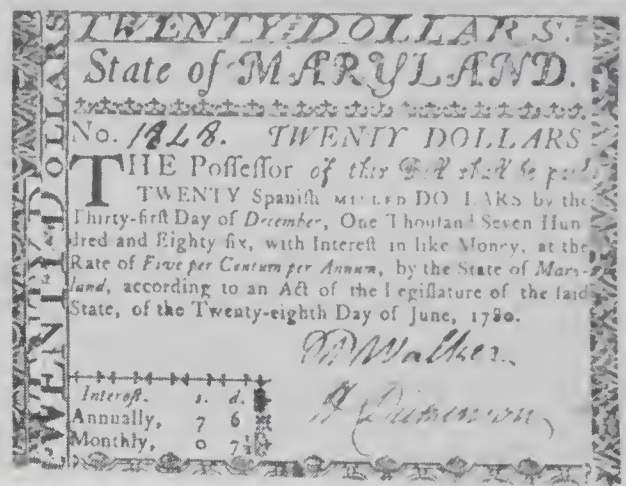 TWENTY DOLLARS.
State of MARYLAND.
No. 1828. TWENTY DOLLARS
THE Poſſeſſor of this Bill ſhall be paid
TWENTY Spaniſh MILLED DOLLARS by the
Thirty-firſt Day of December, One Thouſand Seven Hun
dred and Eighty ſix, with Intereſt in like Money, at the
Rate of Five per Centum per Annum, by the State of Mary-
land, according to an Act of the Legiſlature of the ſaid
State, of the Twenty-eighth Day of June, 1780.
Walker
Dickenson
Intereſt. s. d.
Annually, 7 6
Monthly, 0 7½
TWENTY DOLLARS